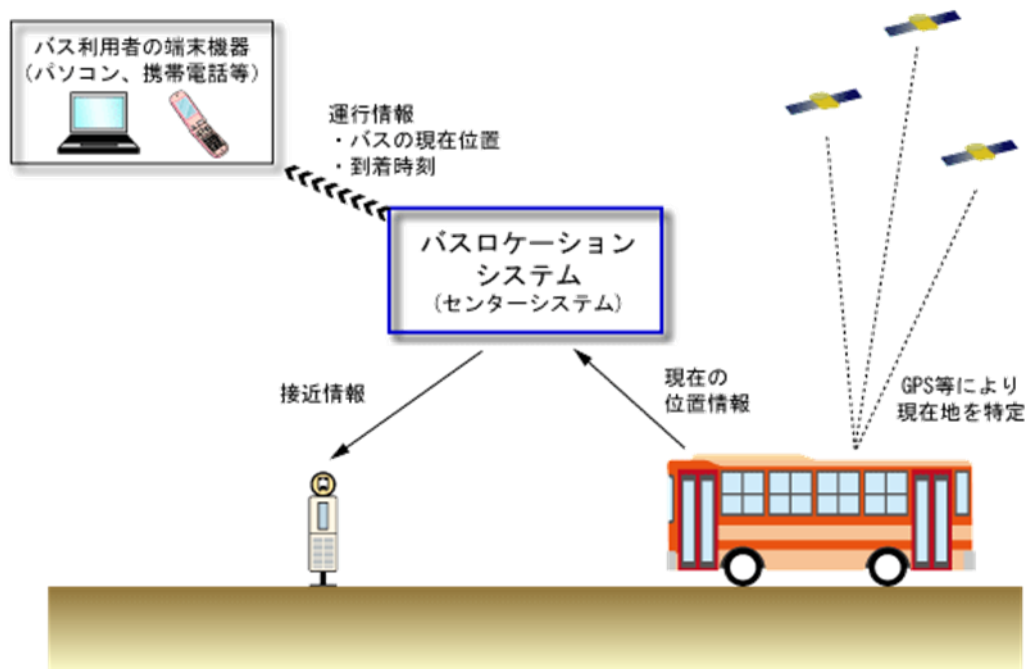 バス利用者の端末機器
(パソコン、携帯電話等)
運行情報
・バスの現在位置
・到着時刻
バスロケーション
システム
(センターシステム)
接近情報
現在の
位置情報
GPS等により
現在地を特定